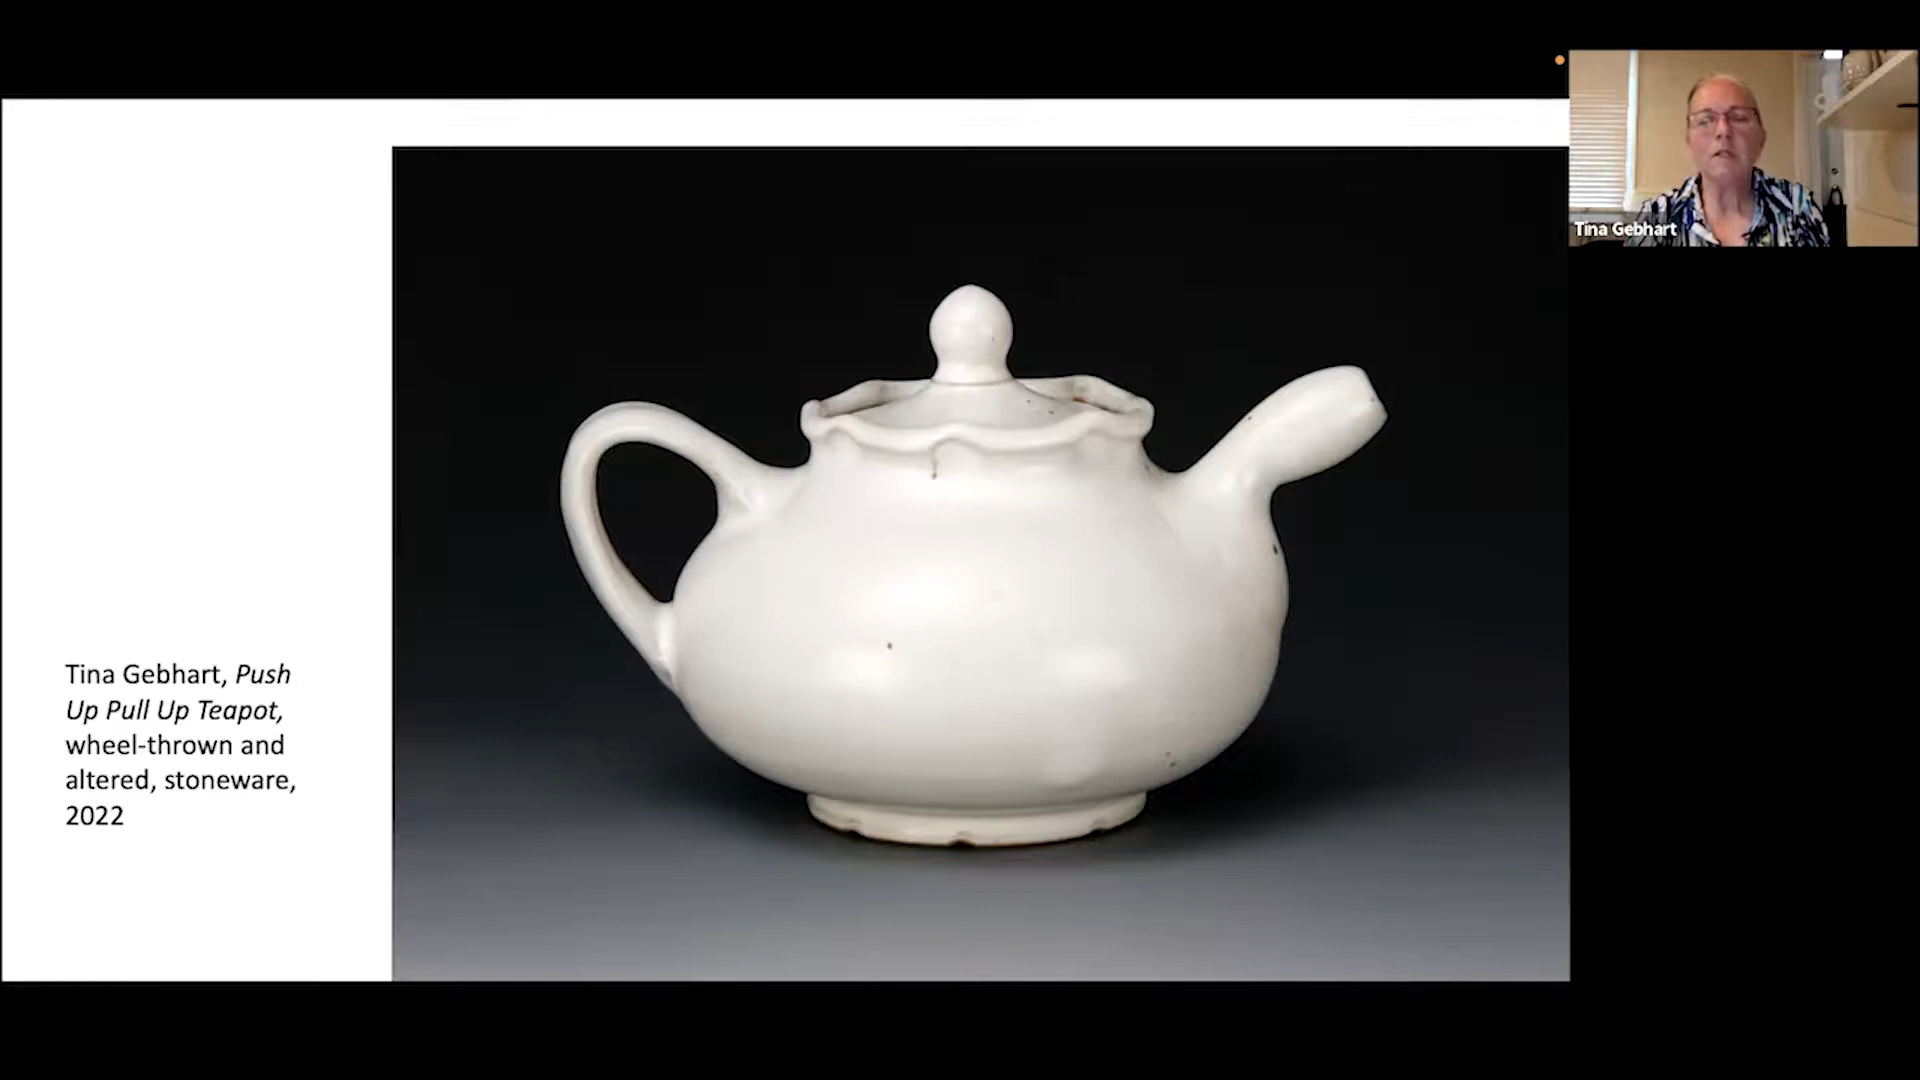 Tina Gebhart
Tina Gebhart, Push
Up Pull Up Teapot,
wheel-thrown and
altered, stoneware,
2022